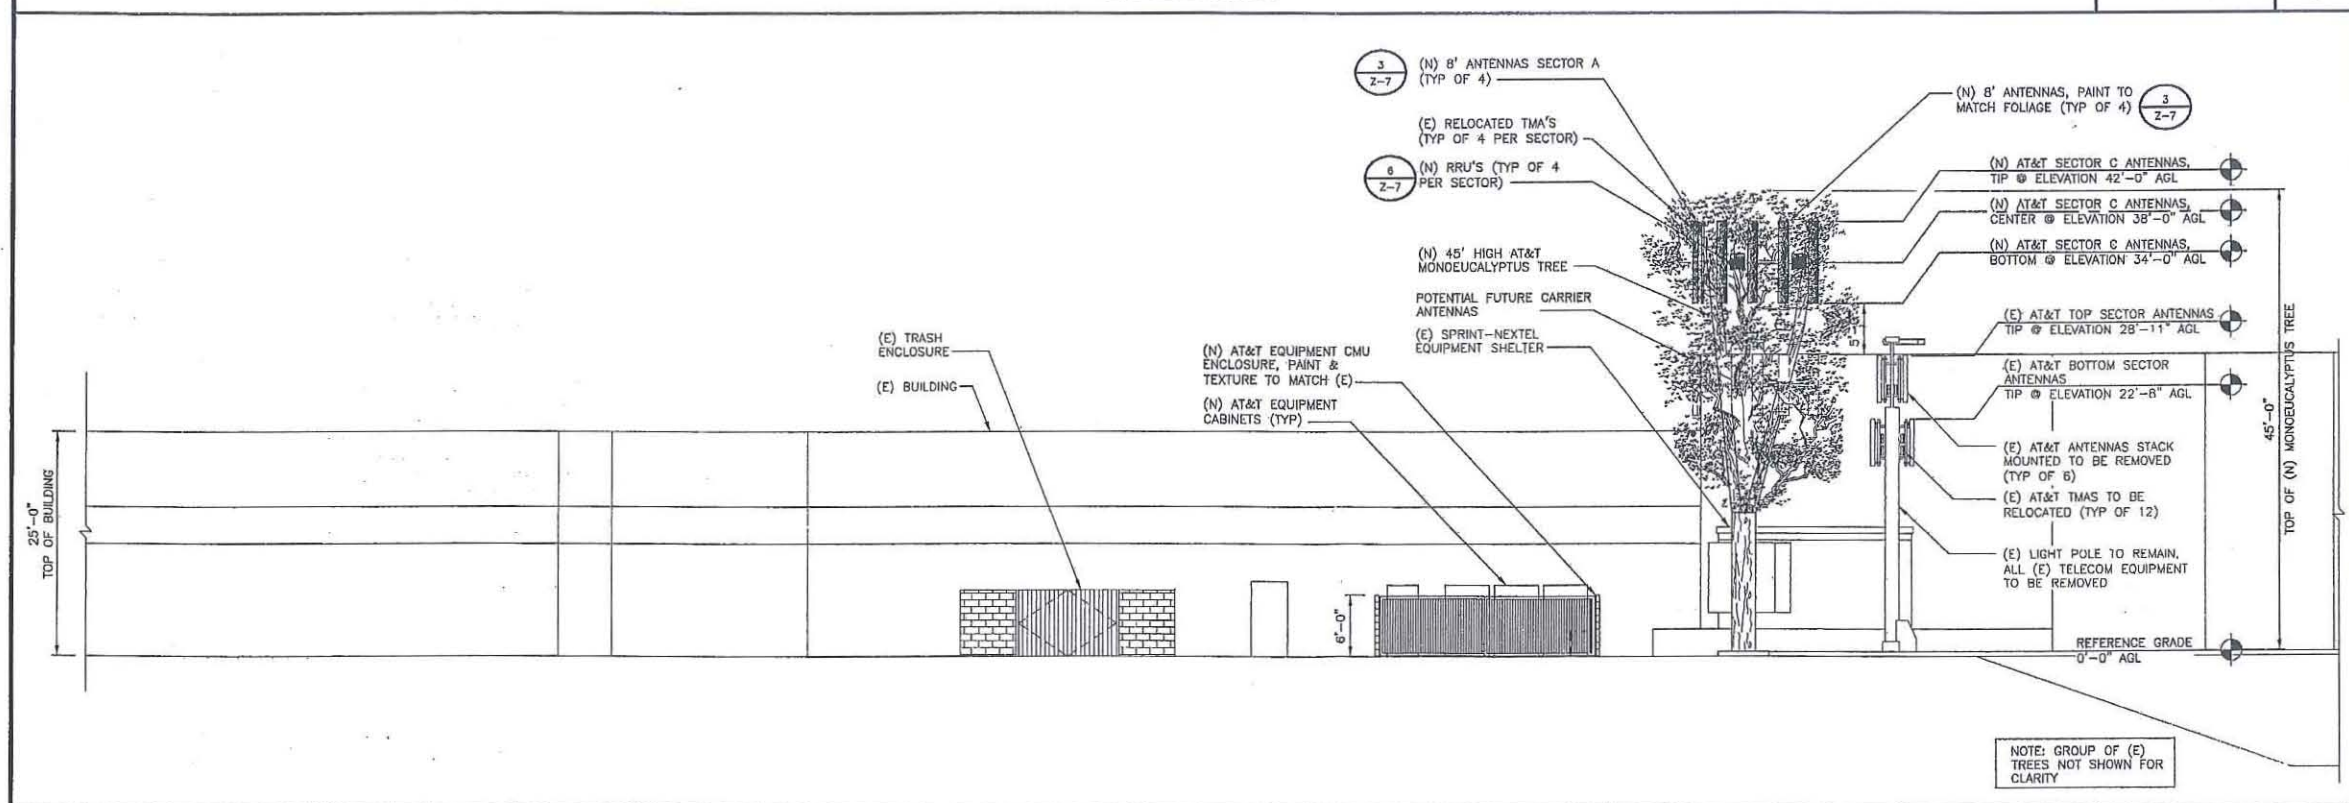 3
Z-7
(N) 8' ANTENNAS SECTOR A
(TYP OF 4)
(E) RELOCATED TMA'S
(TYP OF 4 PER SECTOR)
6
Z-7
(N) RRU'S (TYP OF 4
PER SECTOR)
(N) 45' HIGH AT&T
MONOEUCALYPTUS TREE
POTENTIAL FUTURE CARRIER
ANTENNAS
(E) SPRINT-NEXTEL
EQUIPMENT SHELTER
(E) TRASH
ENCLOSURE
(E) BUILDING
(N) AT&T EQUIPMENT CMU
ENCLOSURE, PAINT &
TEXTURE TO MATCH (E)
(N) AT&T EQUIPMENT
CABINETS (TYP)
25'-0"
TOP OF BUILDING
6'-0"
(N) 8' ANTENNAS, PAINT TO
MATCH FOLIAGE (TYP OF 4)
3
Z-7
(N) AT&T SECTOR C ANTENNAS,
TIP @ ELEVATION 42'-0" AGL
(N) AT&T SECTOR C ANTENNAS,
CENTER @ ELEVATION 38'-0" AGL
(N) AT&T SECTOR C ANTENNAS,
BOTTOM @ ELEVATION 34'-0" AGL
(E) AT&T TOP SECTOR ANTENNAS
TIP @ ELEVATION 28'-11" AGL
(E) AT&T BOTTOM SECTOR
ANTENNAS
TIP @ ELEVATION 22'-8" AGL
(E) AT&T ANTENNAS STACK
MOUNTED TO BE REMOVED
(TYP OF 6)
(E) AT&T TMAS TO BE
RELOCATED (TYP OF 12)
(E) LIGHT POLE TO REMAIN,
ALL (E) TELECOM EQUIPMENT
TO BE REMOVED
45'-0"
TOP OF (N) MONOEUCALYPTUS TREE
REFERENCE GRADE
0'-0" AGL
NOTE: GROUP OF (E)
TREES NOT SHOWN FOR
CLARITY